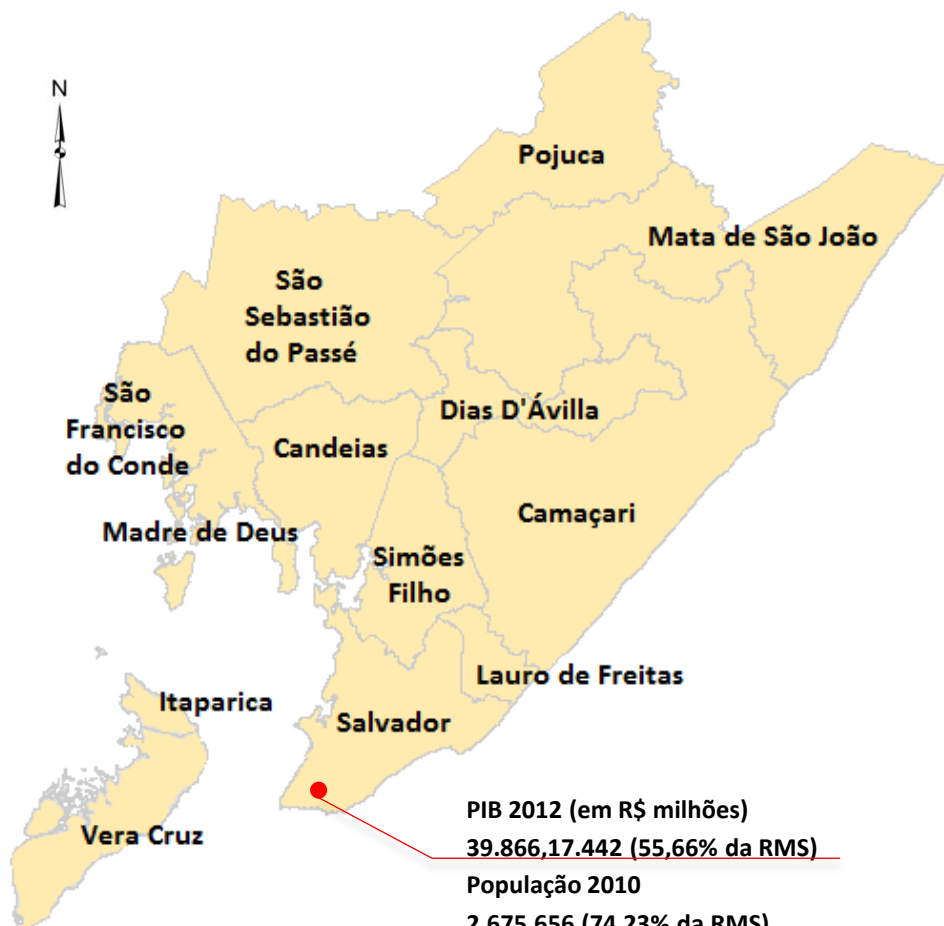 N
Pojuca
Mata de São João
São
Sebastião
do Passé
São
Francisco
do Conde
Dias D'Ávilla
Candeias
Camaçari
Madre de Deus
Simões
Filho
Lauro de Freitas
Itaparica
Salvador
Vera Cruz
PIB 2012 (em R$ milhões)
39.866,17.442 (55,66% da RMS)
População 2010
2.675.656 (74,23% da RMS)